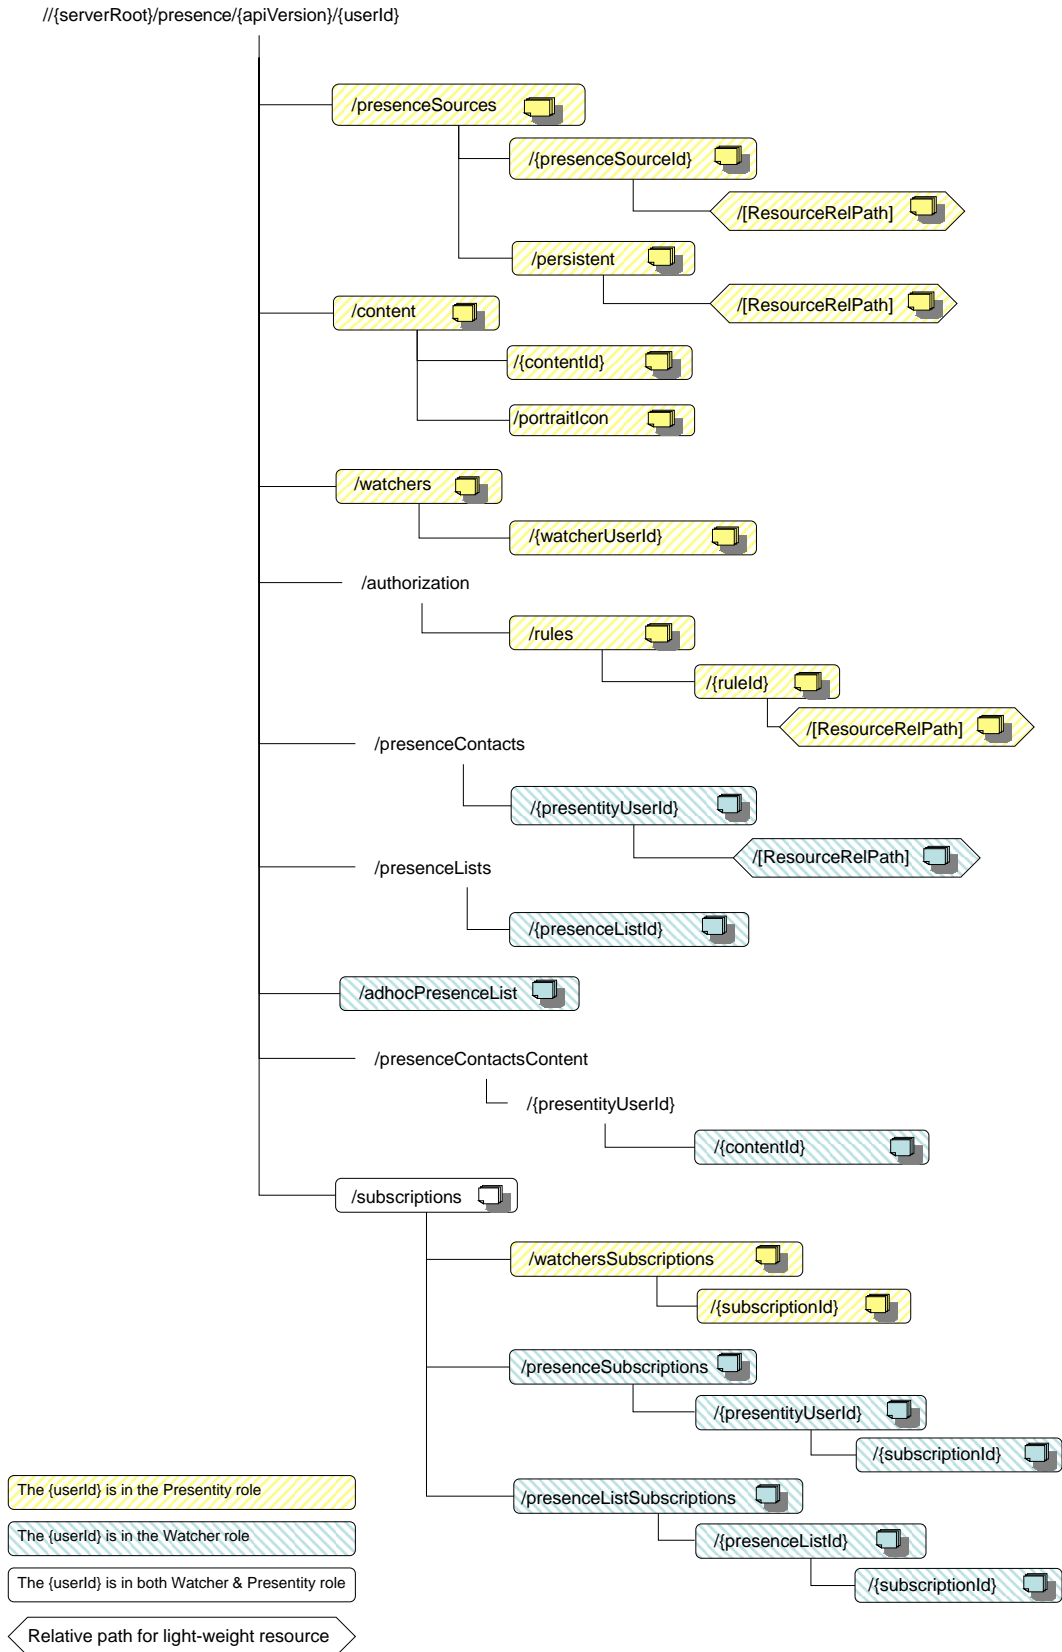 //{serverRoot}/presence/{apiVersion}/{userId}
/presenceSources
/{presenceSourceId}
/[ResourceRelPath]
/persistent
/[ResourceRelPath]
/content
/{contentId}
/portraitIcon
/watchers
/{watcherUserId}
/authorization
/rules
/{ruleId}
/[ResourceRelPath]
/presenceContacts
/{presentityUserId}
/[ResourceRelPath]
/presenceLists
/{presenceListId}
/adhocPresenceList
/presenceContactsContent
/{presentityUserId}
/{contentId}
/subscriptions
/watchersSubscriptions
/{subscriptionId}
/presenceSubscriptions
/{presentityUserId}
/{subscriptionId}
/presenceListSubscriptions
/{presenceListId}
/{subscriptionId}
The {userId} is in the Presentity role
The {userId} is in the Watcher role
The {userId} is in both Watcher & Presentity role
Relative path for light-weight resource